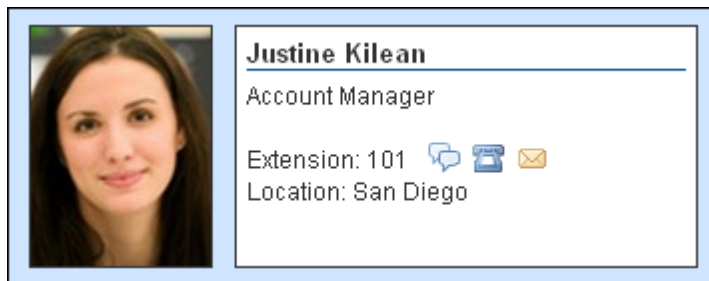 Justine Kilean
Account Manager
Extension: 101
Location: San Diego